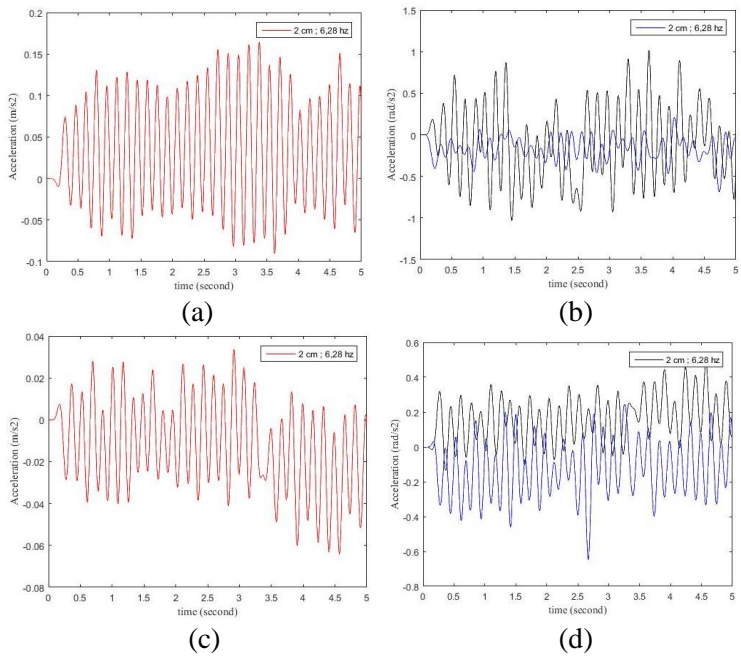 0.2
0.15
0.1
0.05
0
-0.05
-0.1
Acceleration (m/s2)
2 cm ; 6,28 hz
0 0.5 1 1.5 2 2.5 3 3.5 4 4.5 5
time (second)
(a)
1.5
1
0.5
0
-0.5
-1
-1.5
Acceleration (rad/s2)
2 cm ; 6,28 hz
0 0.5 1 1.5 2 2.5 3 3.5 4 4.5 5
time (second)
(b)
0.04
0.02
0
-0.02
-0.04
-0.06
-0.08
Acceleration (m/s2)
2 cm ; 6,28 hz
0 0.5 1 1.5 2 2.5 3 3.5 4 4.5 5
time (second)
(c)
0.6
0.4
0.2
0
-0.2
-0.4
-0.6
-0.8
Acceleration (rad/s2)
2 cm ; 6,28 hz
0 0.5 1 1.5 2 2.5 3 3.5 4 4.5 5
time (second)
(d)